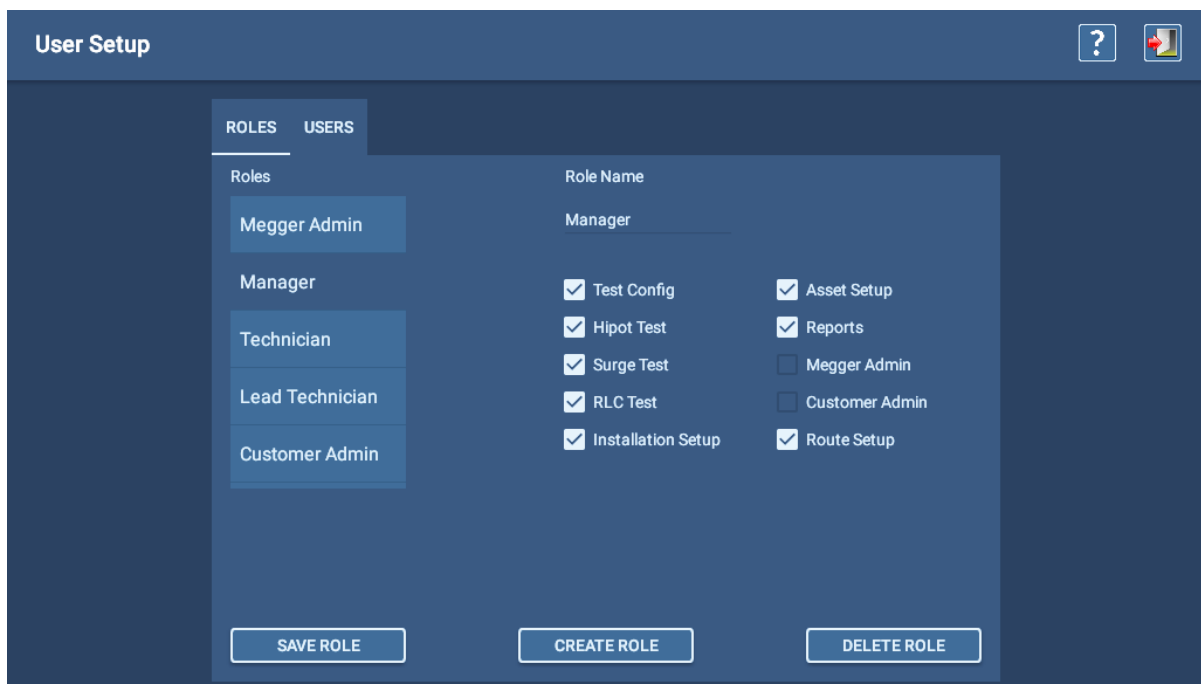 User Setup
?
ROLES USERS
Roles
Megger Admin
Manager
Technician
Lead Technician
Customer Admin
Role Name
Manager
Test Config
Hipot Test
Surge Test
RLC Test
Installation Setup
Asset Setup
Reports
Megger Admin
Customer Admin
Route Setup
SAVE ROLE
CREATE ROLE
DELETE ROLE